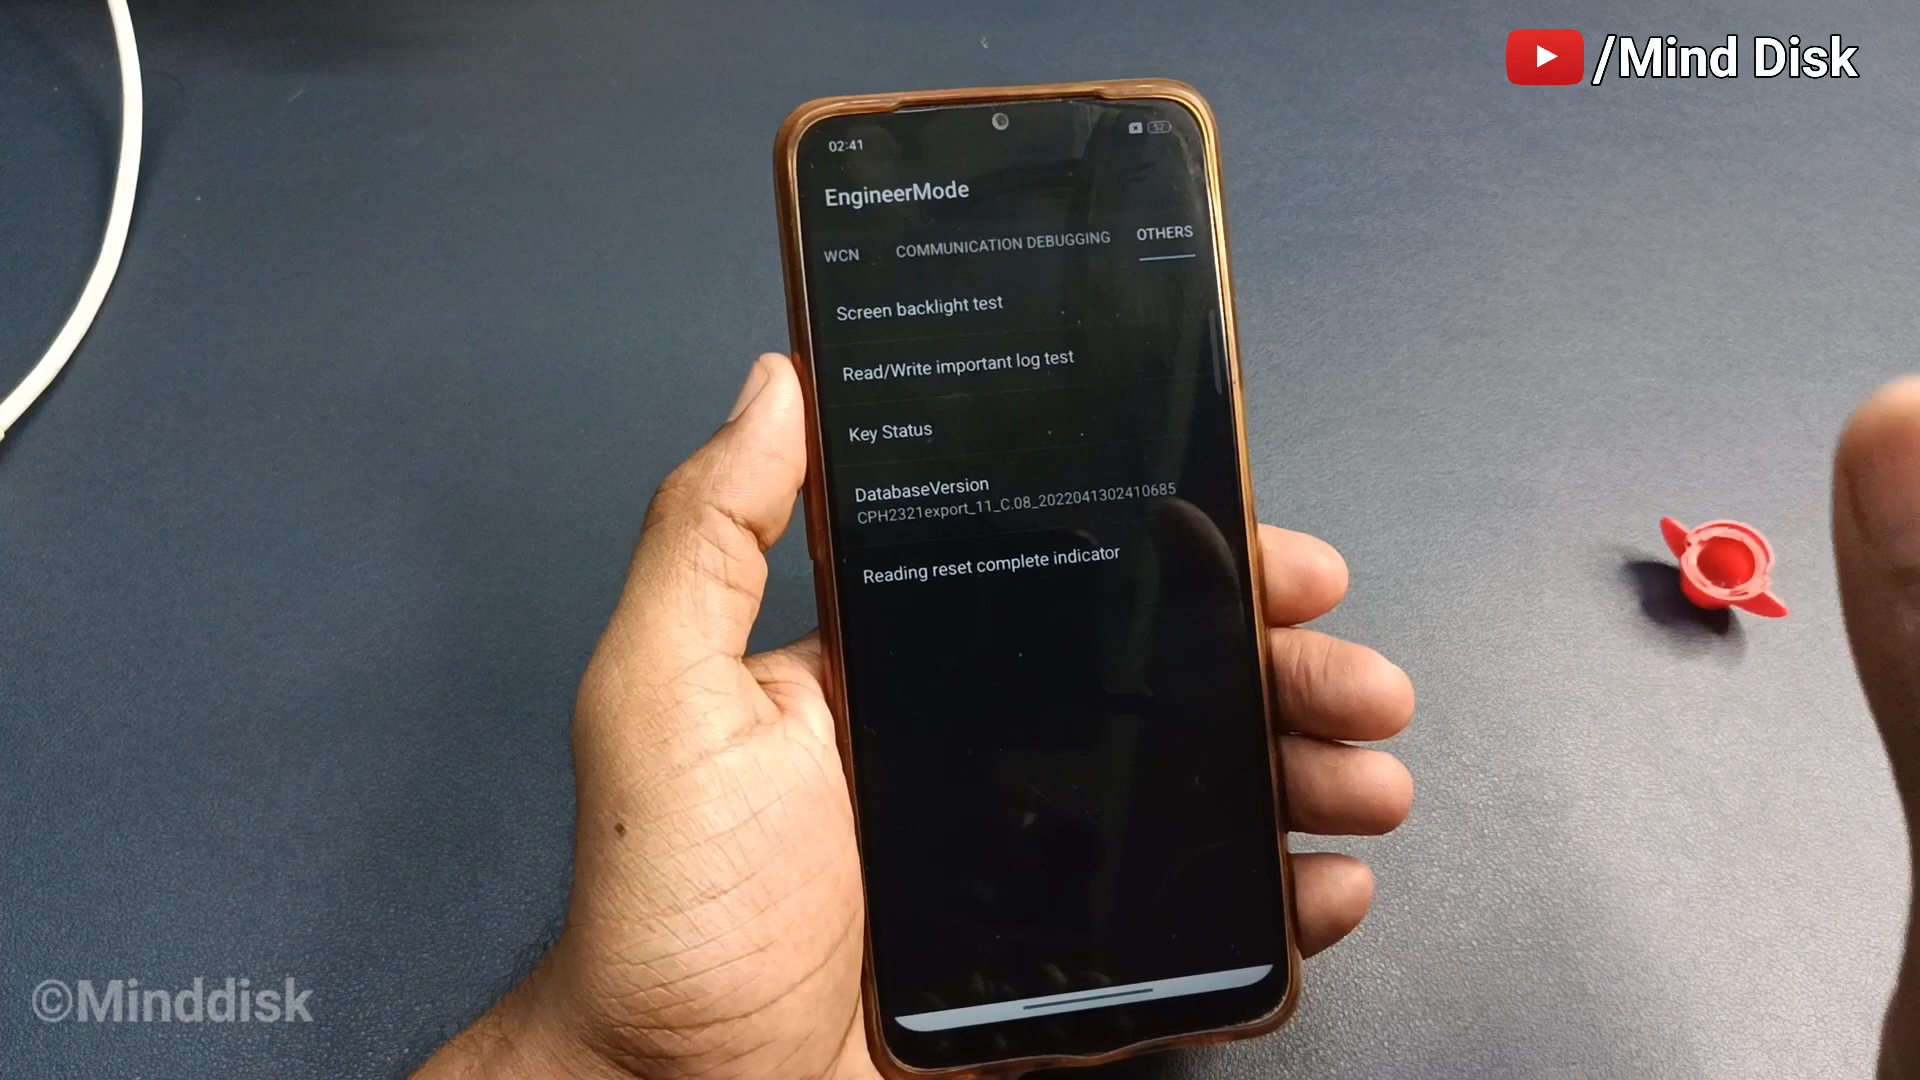 /Mind Disk
02:41
52
EngineerMode
WCN COMMUNICATION DEBUGGING OTHERS
Screen backlight test
Read/Write important log test
Key Status
DatabaseVersion
CPH2321export_11_C.08_2022041302410685
Reading reset complete indicator
©Minddisk